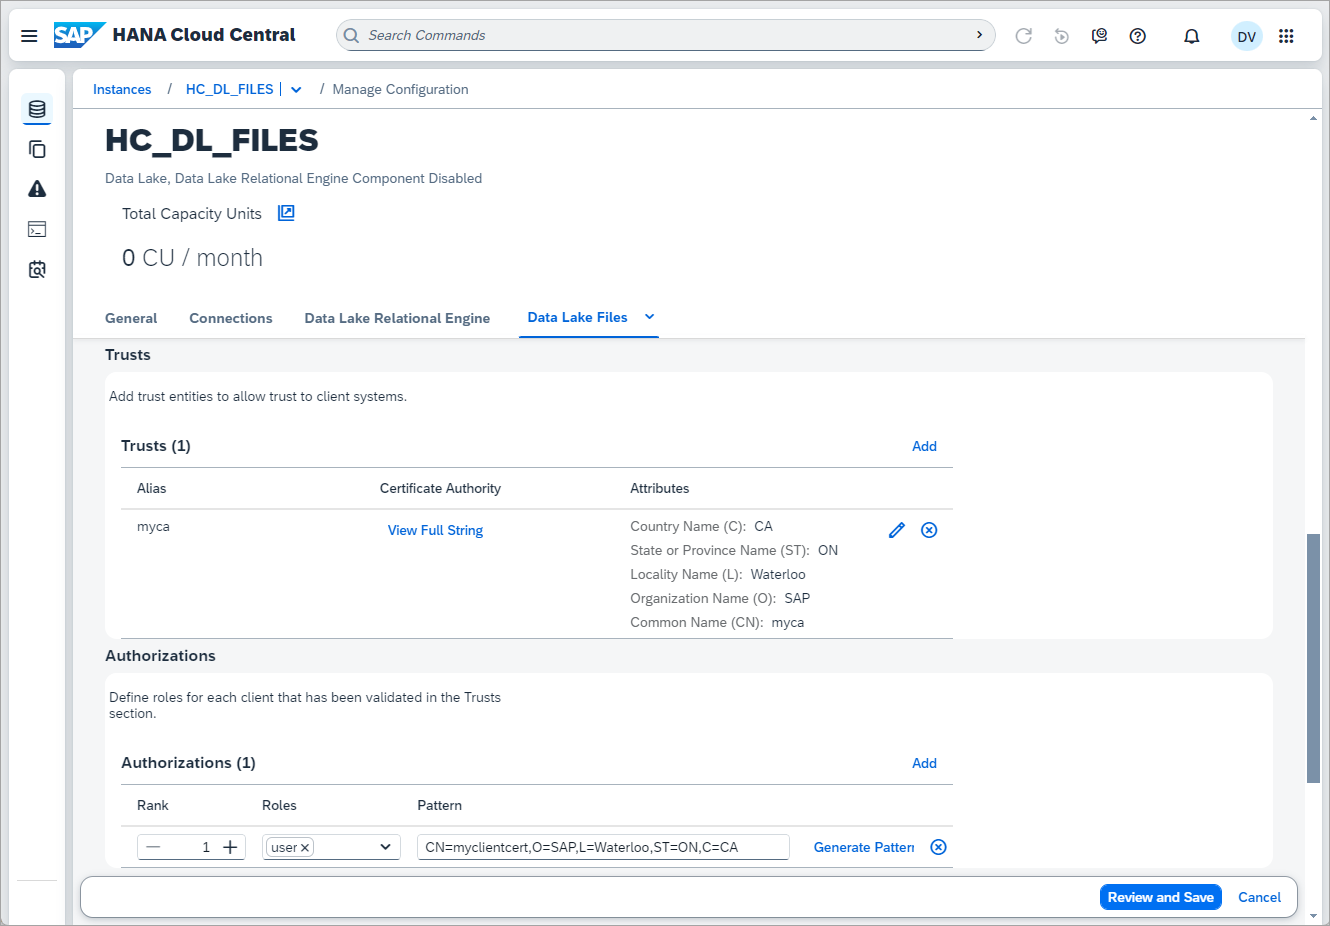 SAP HANA Cloud Central
Search Commands
DV
Instances / HC_DL_FILES | / Manage Configuration
HC_DL_FILES
Data Lake, Data Lake Relational Engine Component Disabled
Total Capacity Units
0 CU / month
General Connections Data Lake Relational Engine Data Lake Files
Trusts
Add trust entities to allow trust to client systems.
Trusts (1) Add
Alias Certificate Authority Attributes
myca View Full String Country Name (C): CA
State or Province Name (ST): ON
Locality Name (L): Waterloo
Organization Name (O): SAP
Common Name (CN): myca
Authorizations
Define roles for each client that has been validated in the Trusts
section.
Authorizations (1) Add
Rank Roles Pattern
1 user CN=myclientcert,O=SAP,L=Waterloo,ST=ON,C=CA Generate Pattern
Review and Save Cancel